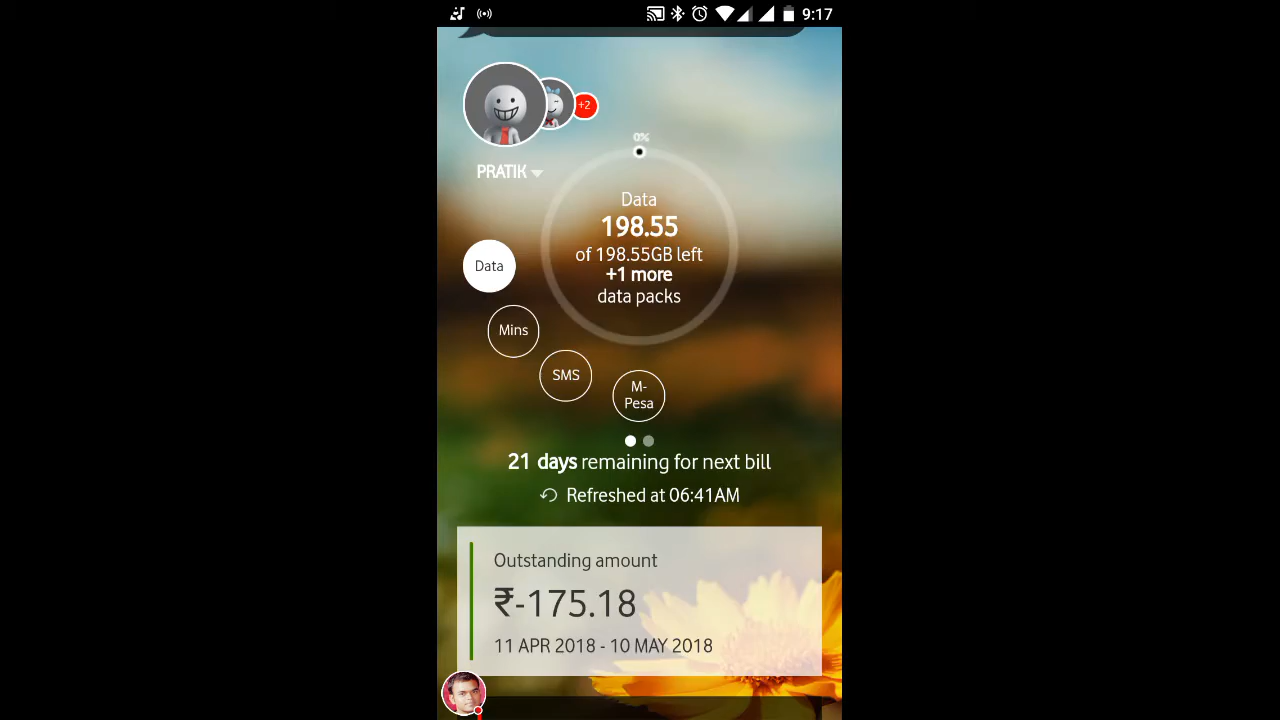 9:17
+2
0%
PRATIK
Data
198.55
of 198.55GB left
+1 more
data packs
Data
Mins
SMS
M-
Pesa
21 days remaining for next bill
Refreshed at 06:41AM
Outstanding amount
₹-175.18
11 APR 2018 - 10 MAY 2018